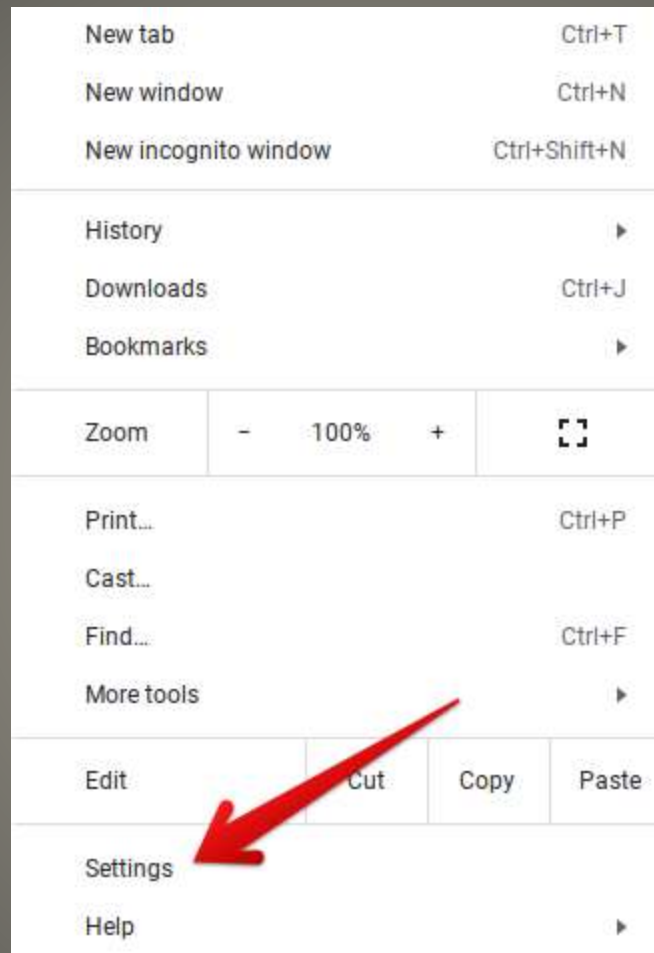 New tab Ctrl+T
New window Ctrl+N
New incognito window Ctrl+Shift+N
History
Downloads Ctrl+J
Bookmarks
Zoom - 100% +
Print... Ctrl+P
Cast...
Find... Ctrl+F
More tools
Edit Cut Copy Paste
Settings
Help